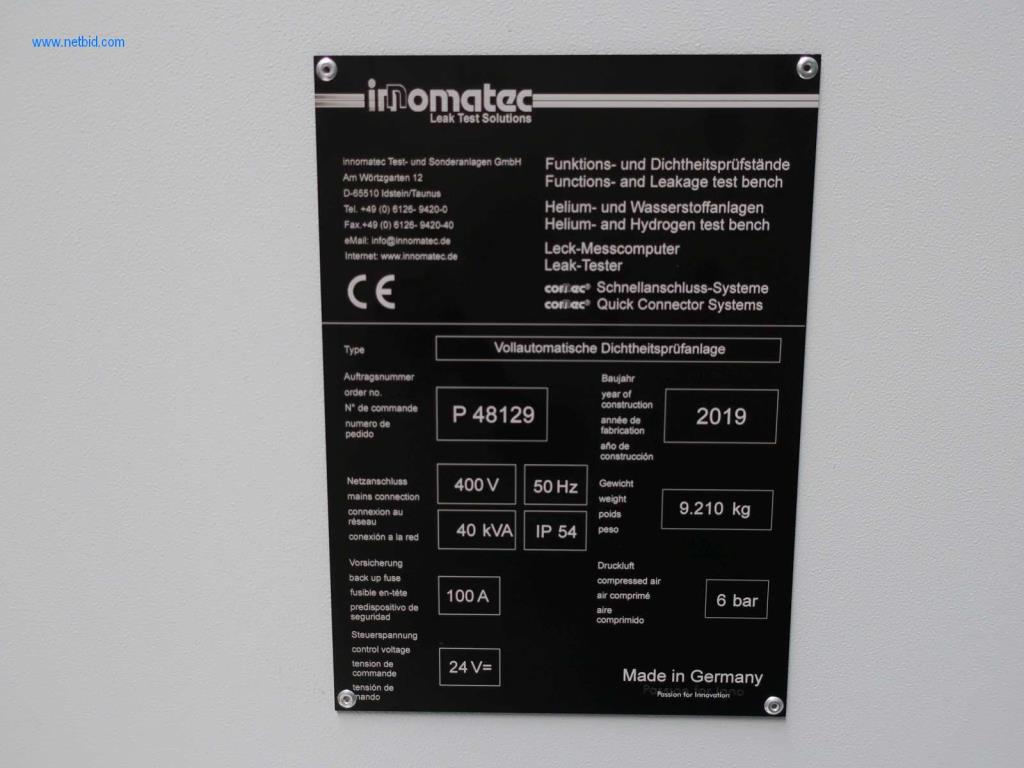 www.netbid.com
innomatec
Leak Test Solutions
innomatec Test- und Sonderanlagen GmbH
Am Wörtzgarten 12
D-65510 Idstein/Taunus
Tel. +49 (0) 6126- 9420-0
Fax.+49 (0) 6126- 9420-40
eMail: info@innomatec.de
Internet: www.innomatec.de
CE
Funktions- und Dichtheitsprüfstände
Functions- and Leakage test bench
Helium- und Wasserstoffanlagen
Helium- and Hydrogen test bench
Leck-Messcomputer
Leak-Tester
Schnellanschluss-Systeme
Quick Connector Systems
Type
Vollautomatische Dichtheitsprüfanlage
Auftragsnummer
order no.
N° de commande
numero de
pedido
P 48129
Baujahr
year of
construction
année de
fabrication
año de
construcción
2019
Netzanschluss
mains connection
connexion au
réseau
conexión a la red
400 V
50 Hz
40 kVA
IP 54
Gewicht
weight
poids
peso
9.210 kg
Vorsicherung
back up fuse
fusible en-tête
predispositivo de
seguridad
100 A
Druckluft
compressed air
air comprimé
aire
comprimido
6 bar
Steuerspannung
control voltage
tension de
commande
tensión de
mando
24 V=
Made in Germany
Passion for Inno
Passion for Innovation